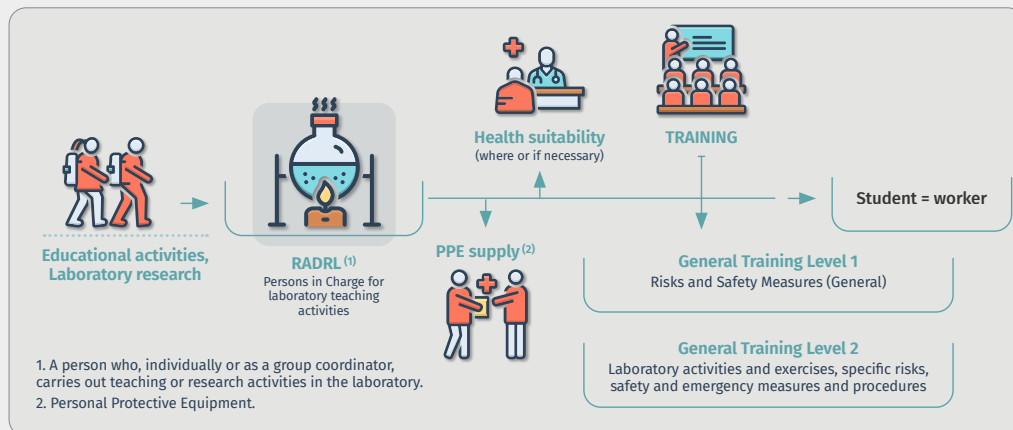 Health suitability
(where or if necessary)
TRAINING
Student = worker
Educational activities,
Laboratory research
RADRL (1)
Persons in Charge for
laboratory teaching
activities
PPE supply (2)
General Training Level 1
Risks and Safety Measures (General)
General Training Level 2
Laboratory activities and exercises, specific risks,
safety and emergency measures and procedures
1. A person who, individually or as a group coordinator,
carries out teaching or research activities in the laboratory.
2. Personal Protective Equipment.